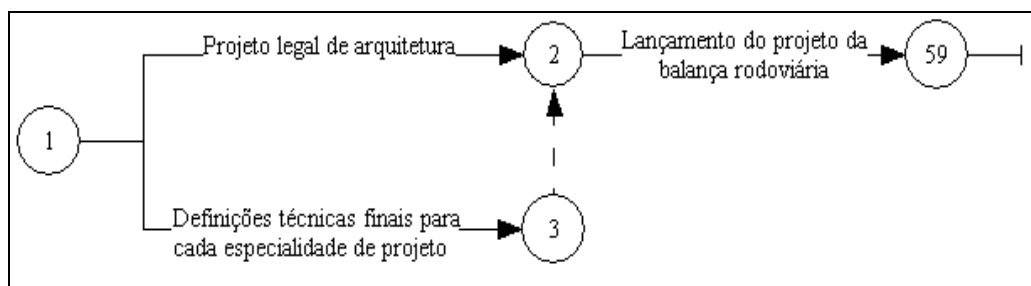 Projeto legal de arquitetura
2
Lançamento do projeto da
balança rodoviária
59
1
Definições técnicas finais para
cada especialidade de projeto
3